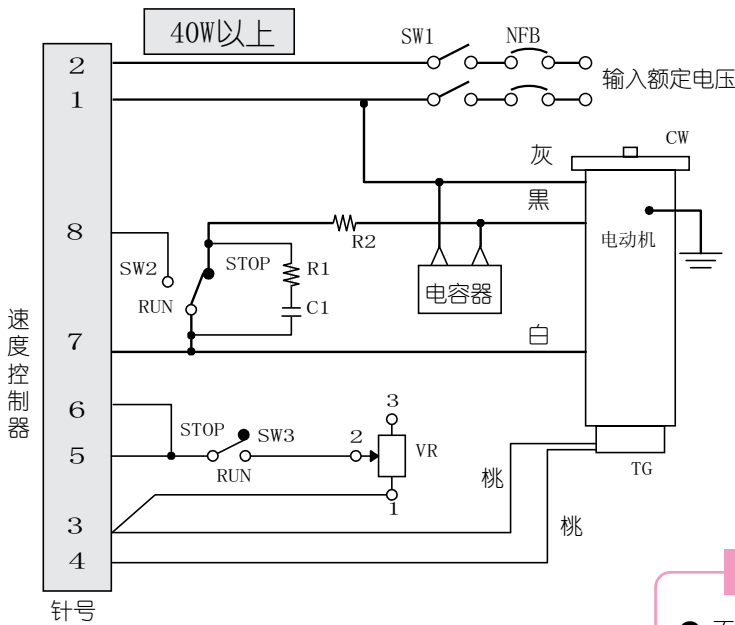 40W以上
SW1
NFB
2
1
输入额定电压
CW
灰
黑
8
R2
电动机
SW2
STOP
R1
RUN
C1
电容器
白
速度控制器
7
6
3
STOP
SW3
2
VR
5
RUN
TG
桃
1
3
桃
4
针号